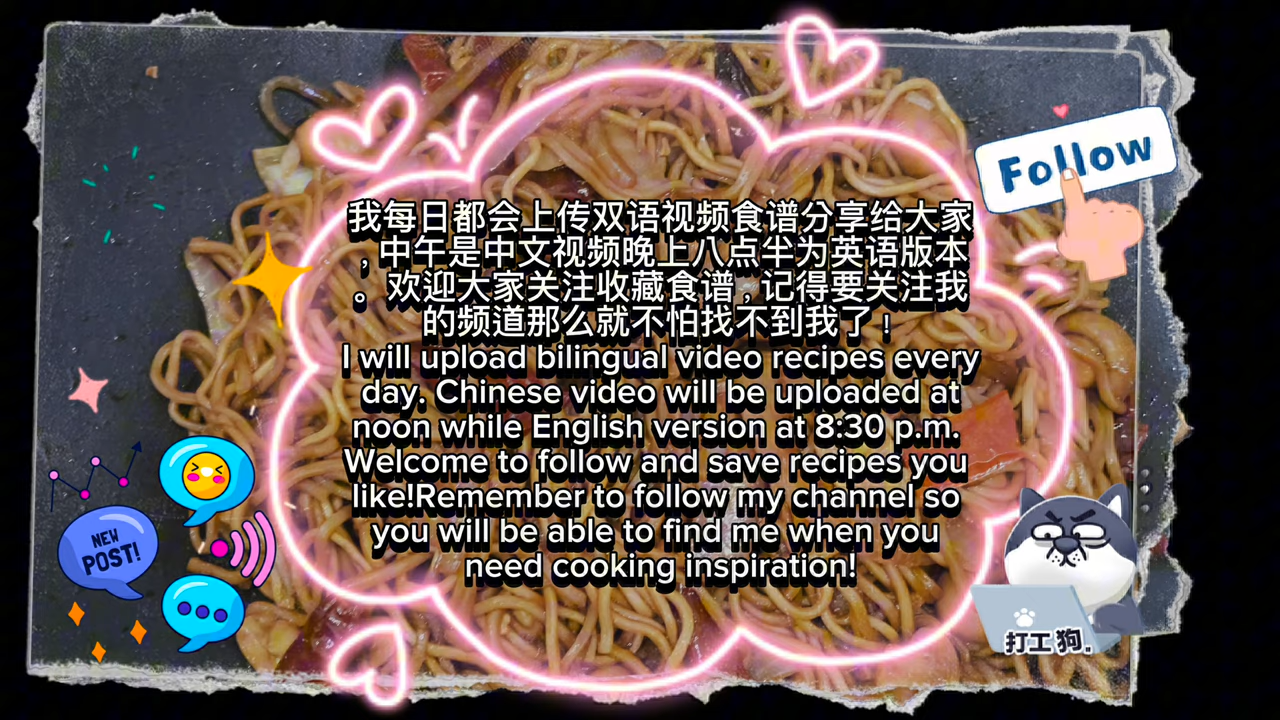 我每日都会上传双语视频食谱分享给大家
，中午是中文视频晚上八点半为英语版本
。欢迎大家关注收藏食谱，记得要关注我
的频道那么就不怕找不到我了！
I will upload bilingual video recipes every
day. Chinese video will be uploaded at
noon while English version at 8:30 p.m.
Welcome to follow and save recipes you
like!Remember to follow my channel so
you will be able to find me when you
need cooking inspiration!
Follow
NEW
POST!
打工狗.